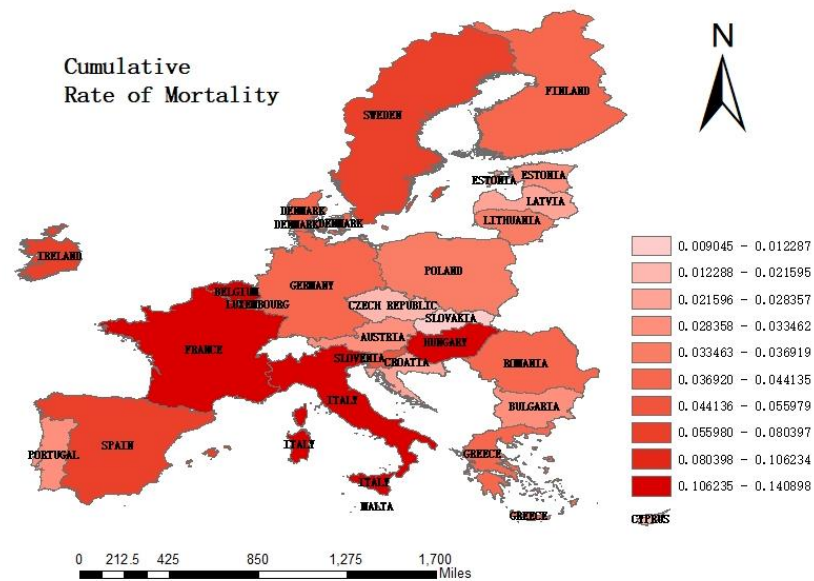 Cumulative
Rate of Mortality
N
FINLAND
SWEDEN
ESTONIA
ESTONIA
LATVIA
LITHUANIA
DENMARK
DENMARK
DENMARK
IRELAND
BELGIUM
LUXEMBOURG
GERMANY
POLAND
CZECH REPUBLIC
SLOVAKIA
AUSTRIA
HUNGARY
FRANCE
SLOVENIA
CROATIA
ROMANIA
ITALY
BULGARIA
PORTUGAL
SPAIN
ITALY
GREECE
ITALY
MALTA
GREECE
CYPRUS
0.009045 - 0.012287
0.012288 - 0.021595
0.021596 - 0.028357
0.028358 - 0.033462
0.033463 - 0.036919
0.036920 - 0.044135
0.044136 - 0.055979
0.055980 - 0.080397
0.080398 - 0.106234
0.106235 - 0.140898
0 212.5 425 850 1,275 1,700
Miles